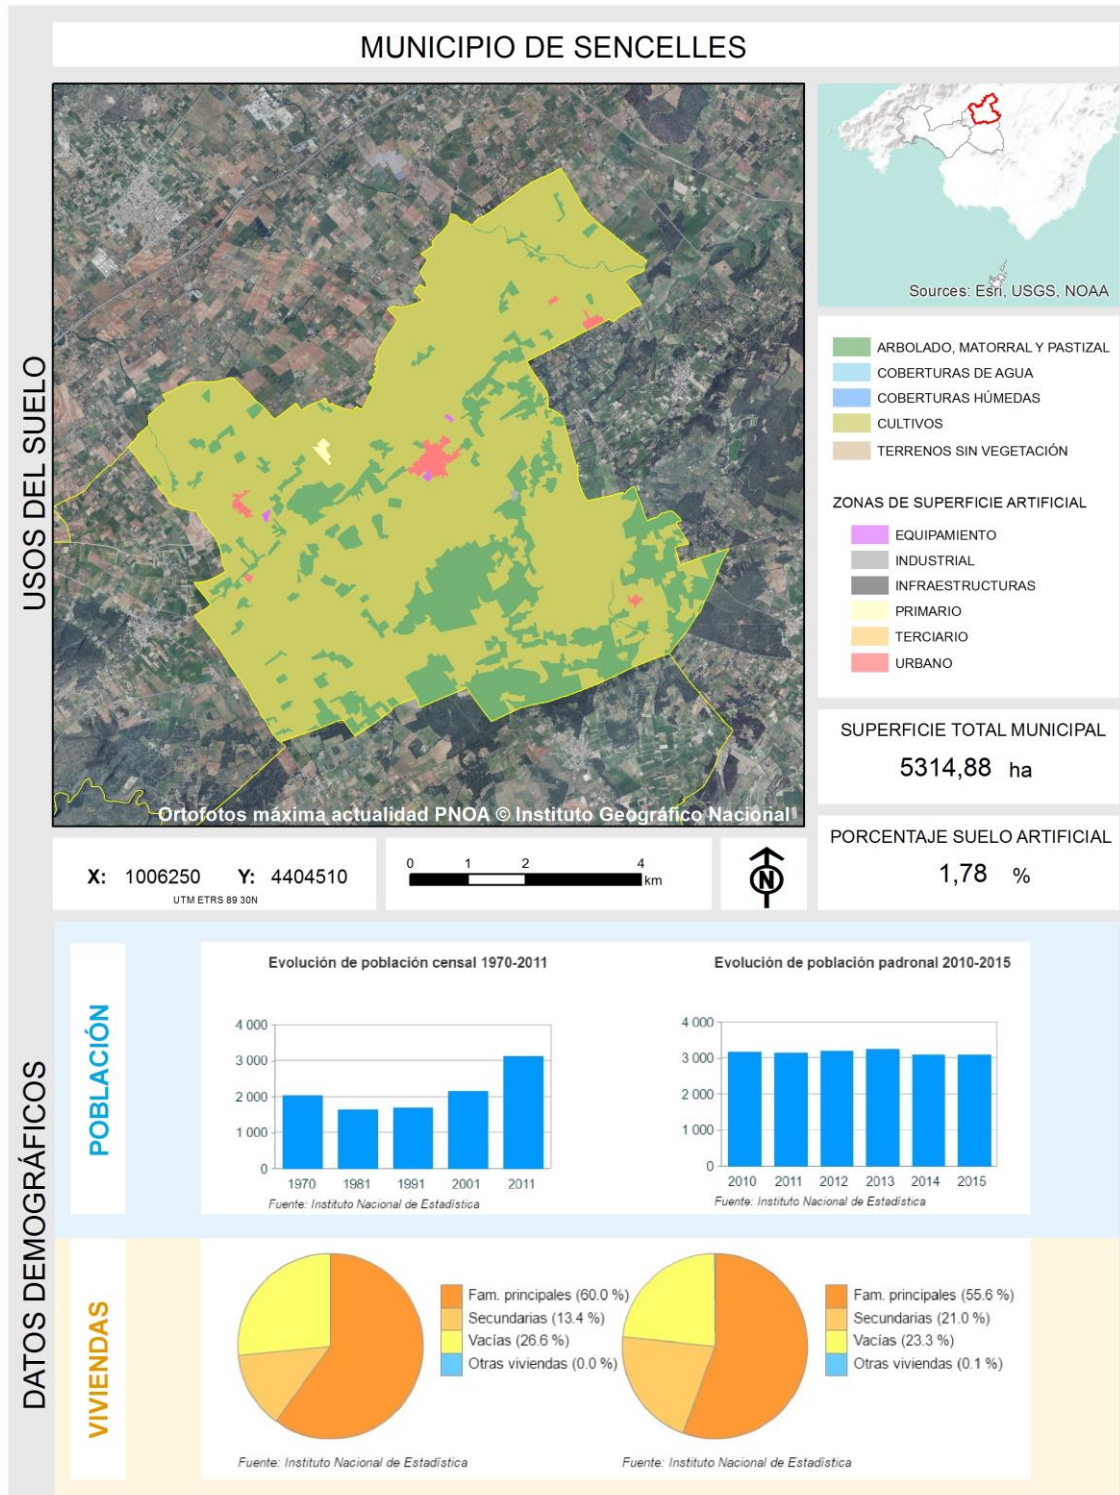 MUNICIPIO DE SENCELLES
USOS DEL SUELO
Ortofotos máxima actualidad PNOA © Instituto Geográfico Nacional
Sources: Esri, USGS, NOAA
ARBOLADO, MATORRAL Y PASTIZAL
COBERTURAS DE AGUA
COBERTURAS HÚMEDAS
CULTIVOS
TERRENOS SIN VEGETACIÓN
ZONAS DE SUPERFICIE ARTIFICIAL
EQUIPAMIENTO
INDUSTRIAL
INFRAESTRUCTURAS
PRIMARIO
TERCIARIO
URBANO
SUPERFICIE TOTAL MUNICIPAL
5314,88 ha
PORCENTAJE SUELO ARTIFICIAL
1,78 %
X: 1006250 Y: 4404510
UTM ETRS 89 30N
0 1 2 4
km
N
DATOS DEMOGRÁFICOS
POBLACIÓN
Evolución de población censal 1970-2011
4 000
3 000
2 000
1 000
0
1970 1981 1991 2001 2011
Fuente: Instituto Nacional de Estadística
Evolución de población padronal 2010-2015
4 000
3 000
2 000
1 000
0
2010 2011 2012 2013 2014 2015
Fuente: Instituto Nacional de Estadística
VIVIENDAS
Fam. principales (60.0 %)
Secundarias (13.4 %)
Vacías (26.6 %)
Otras viviendas (0.0 %)
Fuente: Instituto Nacional de Estadística
Fam. principales (55.6 %)
Secundarias (21.0 %)
Vacías (23.3 %)
Otras viviendas (0.1 %)
Fuente: Instituto Nacional de Estadística